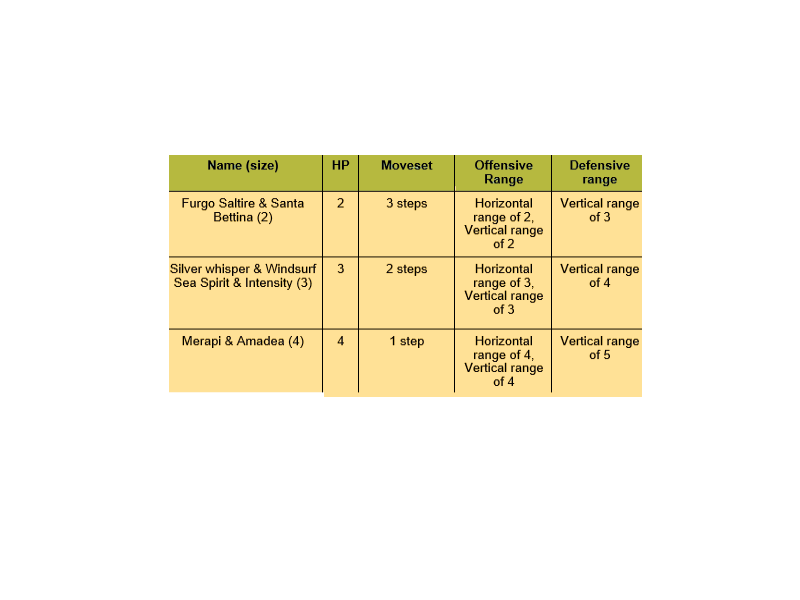 Name (size)
HP
Moveset
Offensive
Range
Defensive
range
Furgo Saltire & Santa
Bettina (2)
2
3 steps
Horizontal
range of 2,
Vertical range
of 2
Vertical range
of 3
Silver whisper & Windsurf
Sea Spirit & Intensity (3)
3
2 steps
Horizontal
range of 3,
Vertical range
of 3
Vertical range
of 4
Merapi & Amadea (4)
4
1 step
Horizontal
range of 4,
Vertical range
of 4
Vertical range
of 5